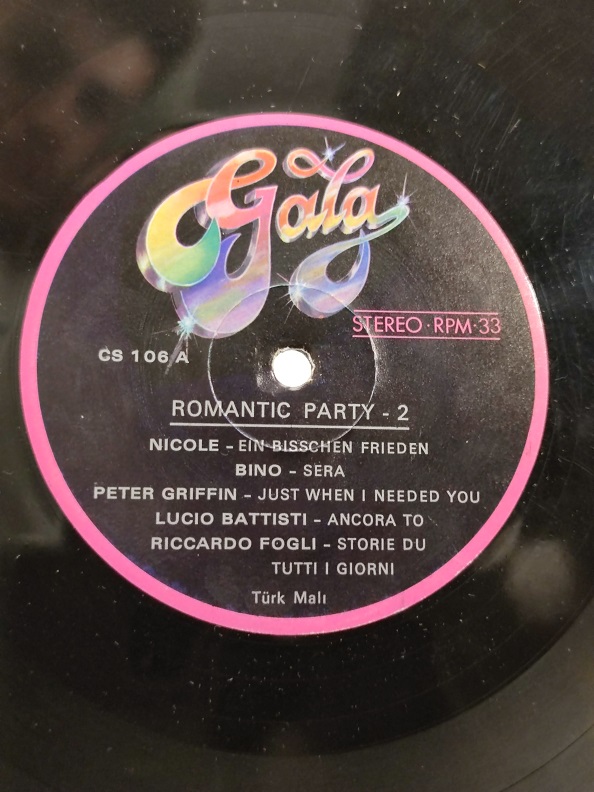 Gala
STEREO·RPM·33
CS 106 A
ROMANTIC PARTY - 2
NICOLE – EIN BISSCHEN FRIEDEN
BINO – SERA
PETER GRIFFIN – JUST WHEN I NEEDED YOU
LUCIO BATTISTI – ANCORA TO
RICCARDO FOGLI – STORIE DU
TUTTI I GIORNI
Türk Malı